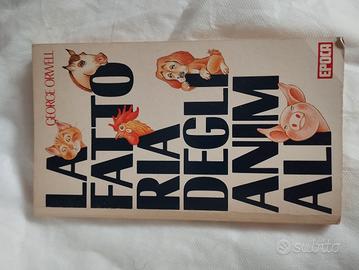 GEORGE ORWELL
LA
FATTO
RIA
DEGLI
ANIM
ALI
EPOCA
subito